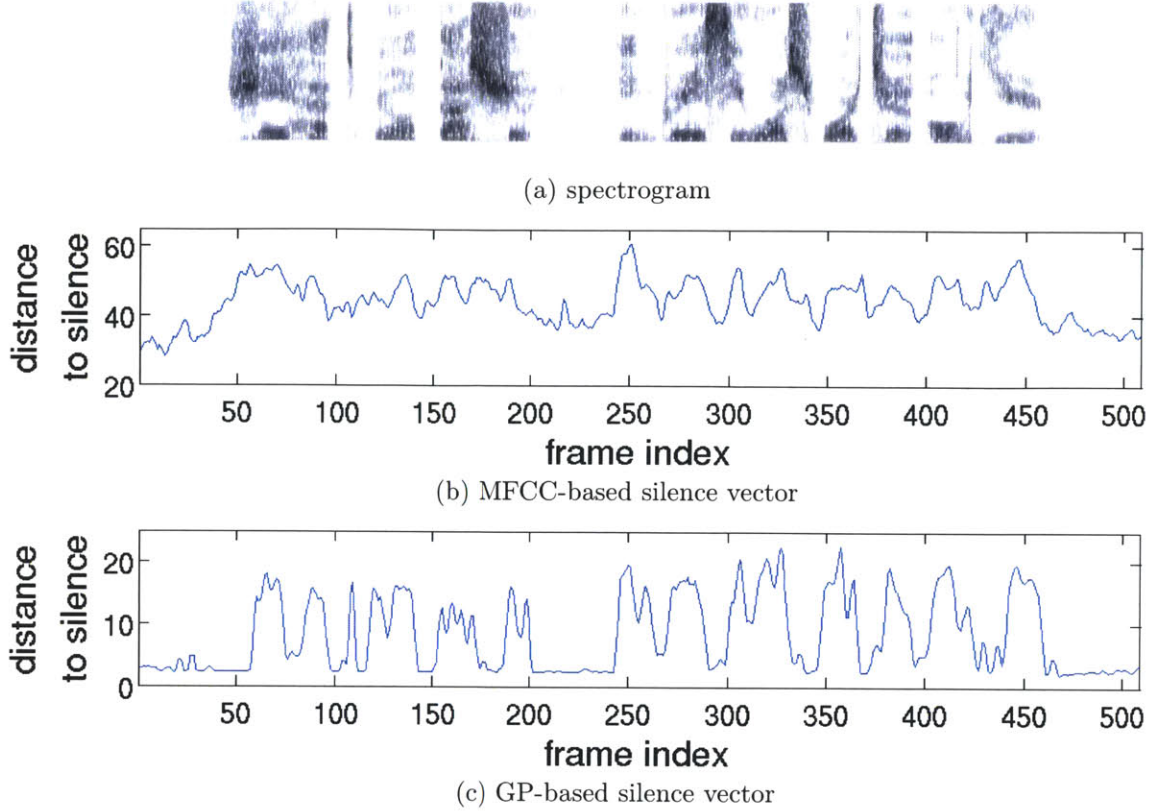 (a) spectrogram
distance
to silence
60
40
20
50 100 150 200 250 300 350 400 450 500
frame index
(b) MFCC-based silence vector
distance
to silence
20
10
0
50 100 150 200 250 300 350 400 450 500
frame index
(c) GP-based silence vector